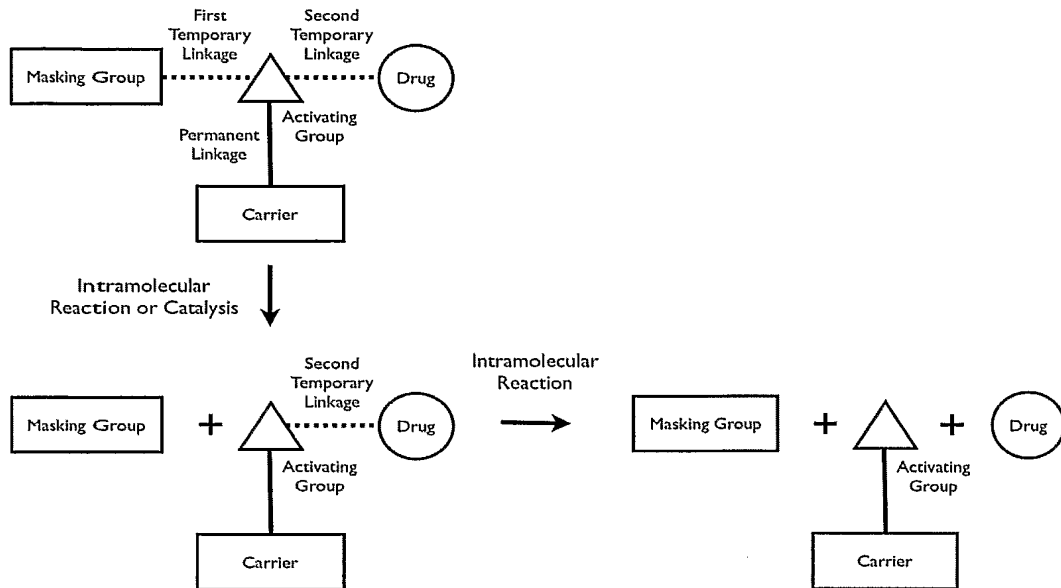 First
Temporary
Linkage
Second
Temporary
Linkage
Masking Group
Drug
Activating
Group
Permanent
Linkage
Carrier
Intramolecular
Reaction or Catalysis
Second
Temporary
Linkage
Intramolecular
Reaction
Masking Group
+
Drug
Masking Group
+
+
Drug
Activating
Group
Activating
Group
Carrier
Carrier